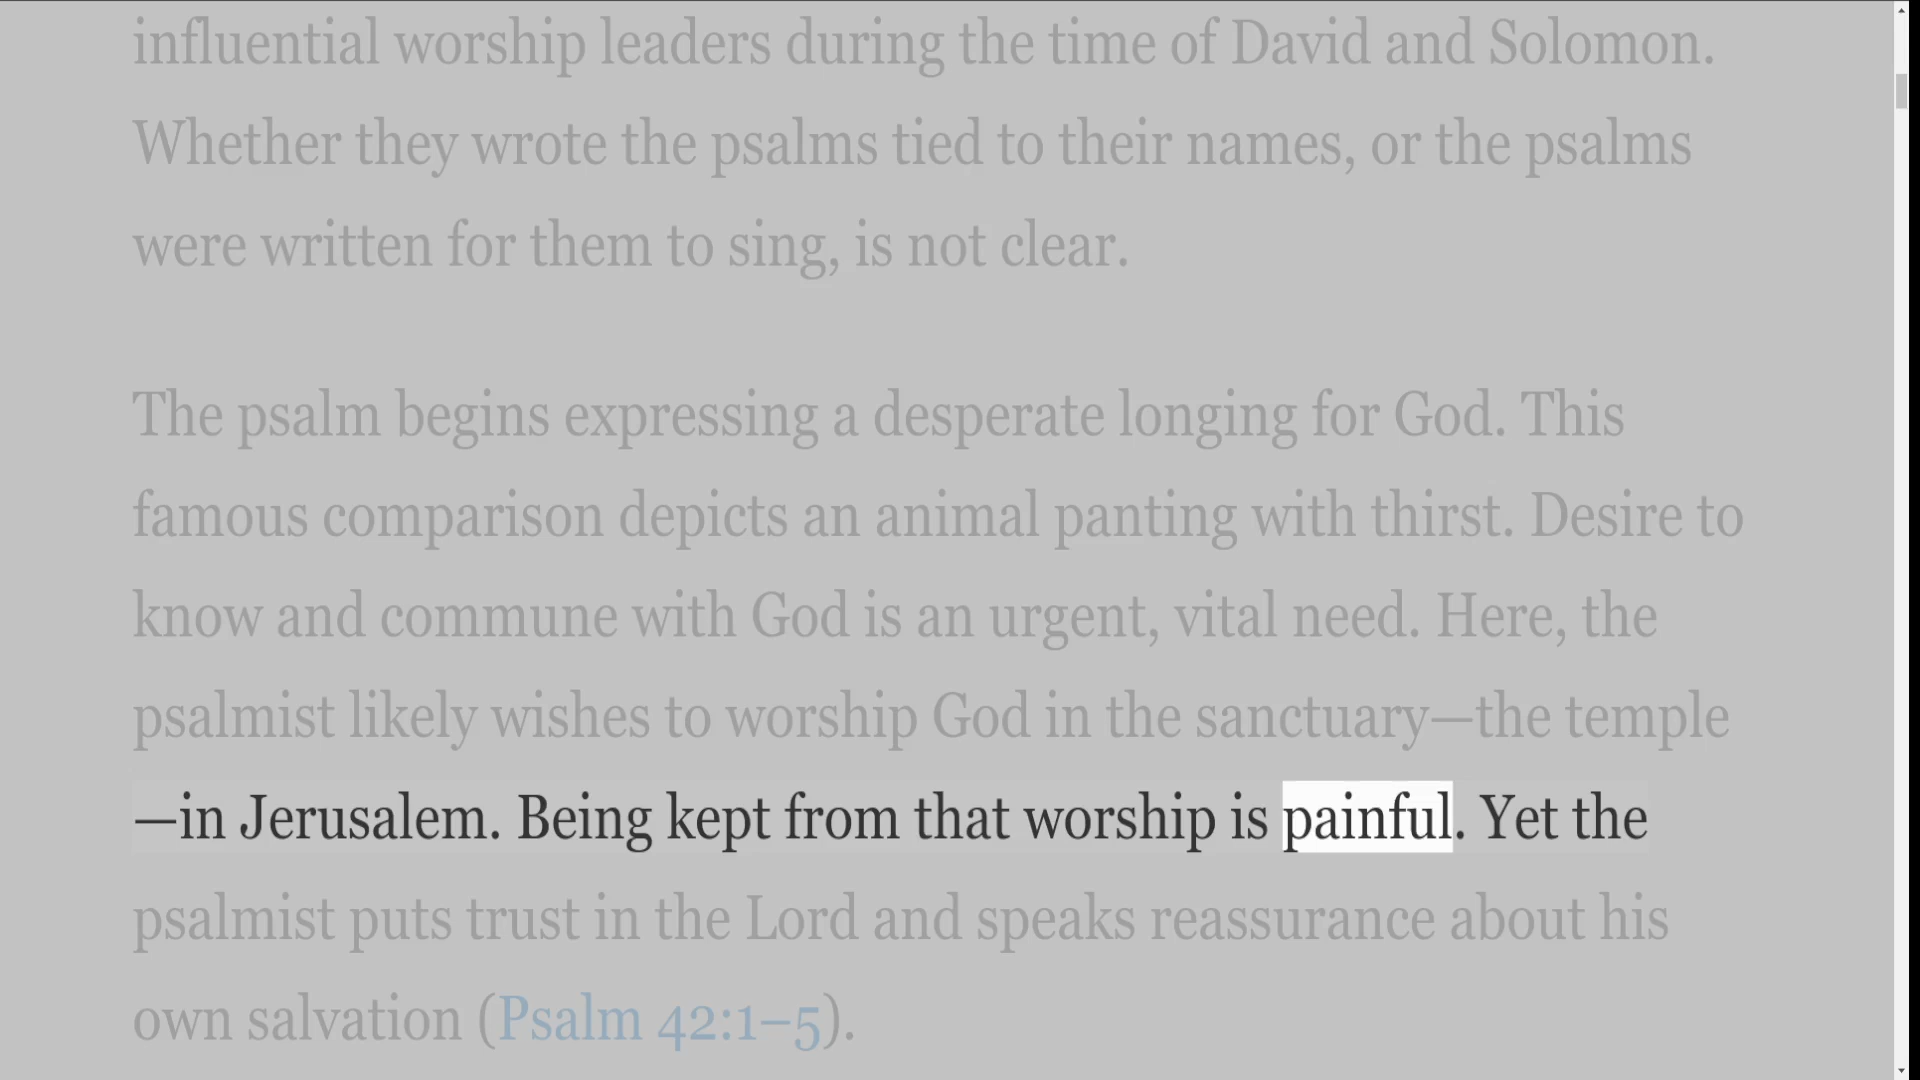 influential worship leaders during the time of David and Solomon.
Whether they wrote the psalms tied to their names, or the psalms
were written for them to sing, is not clear.
The psalm begins expressing a desperate longing for God. This
famous comparison depicts an animal panting with thirst. Desire to
know and commune with God is an urgent, vital need. Here, the
psalmist likely wishes to worship God in the sanctuary—the temple
—in Jerusalem. Being kept from that worship is painful. Yet the
psalmist puts trust in the Lord and speaks reassurance about his
own salvation (Psalm 42:1–5).